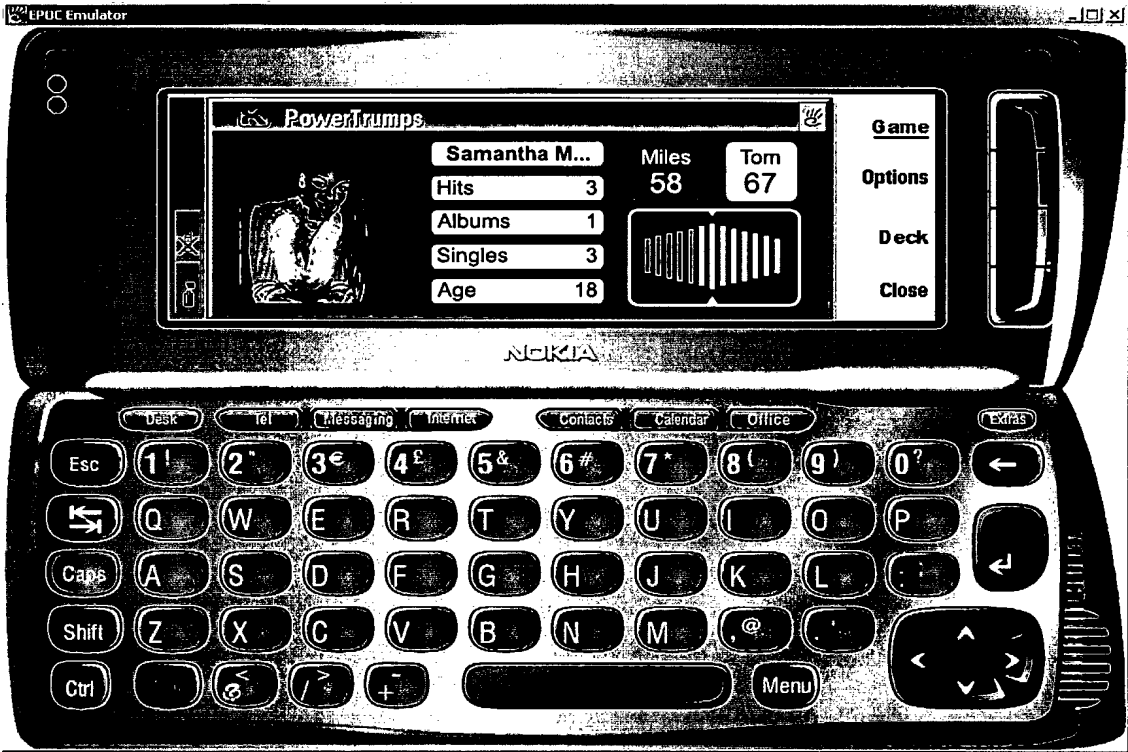 EPOC Emulator
PowerTrumps
Samantha M...
Hits 3
Albums 1
Singles 3
Age 18
Miles
58
Tom
67
Game
Options
Deck
Close
NOKIA
Desk Tel Messaging Internet Contacts Calendar Office Extras
Esc 1 ! 2 " 3 € 4 £ 5 & 6 # 7 * 8 ( 9 ) 0 ? ←
Q W E R T Y U I O P
Caps A S D F G H J K L : ;
Shift Z X C V B N M , @ . '
Ctrl < > / + - Menu